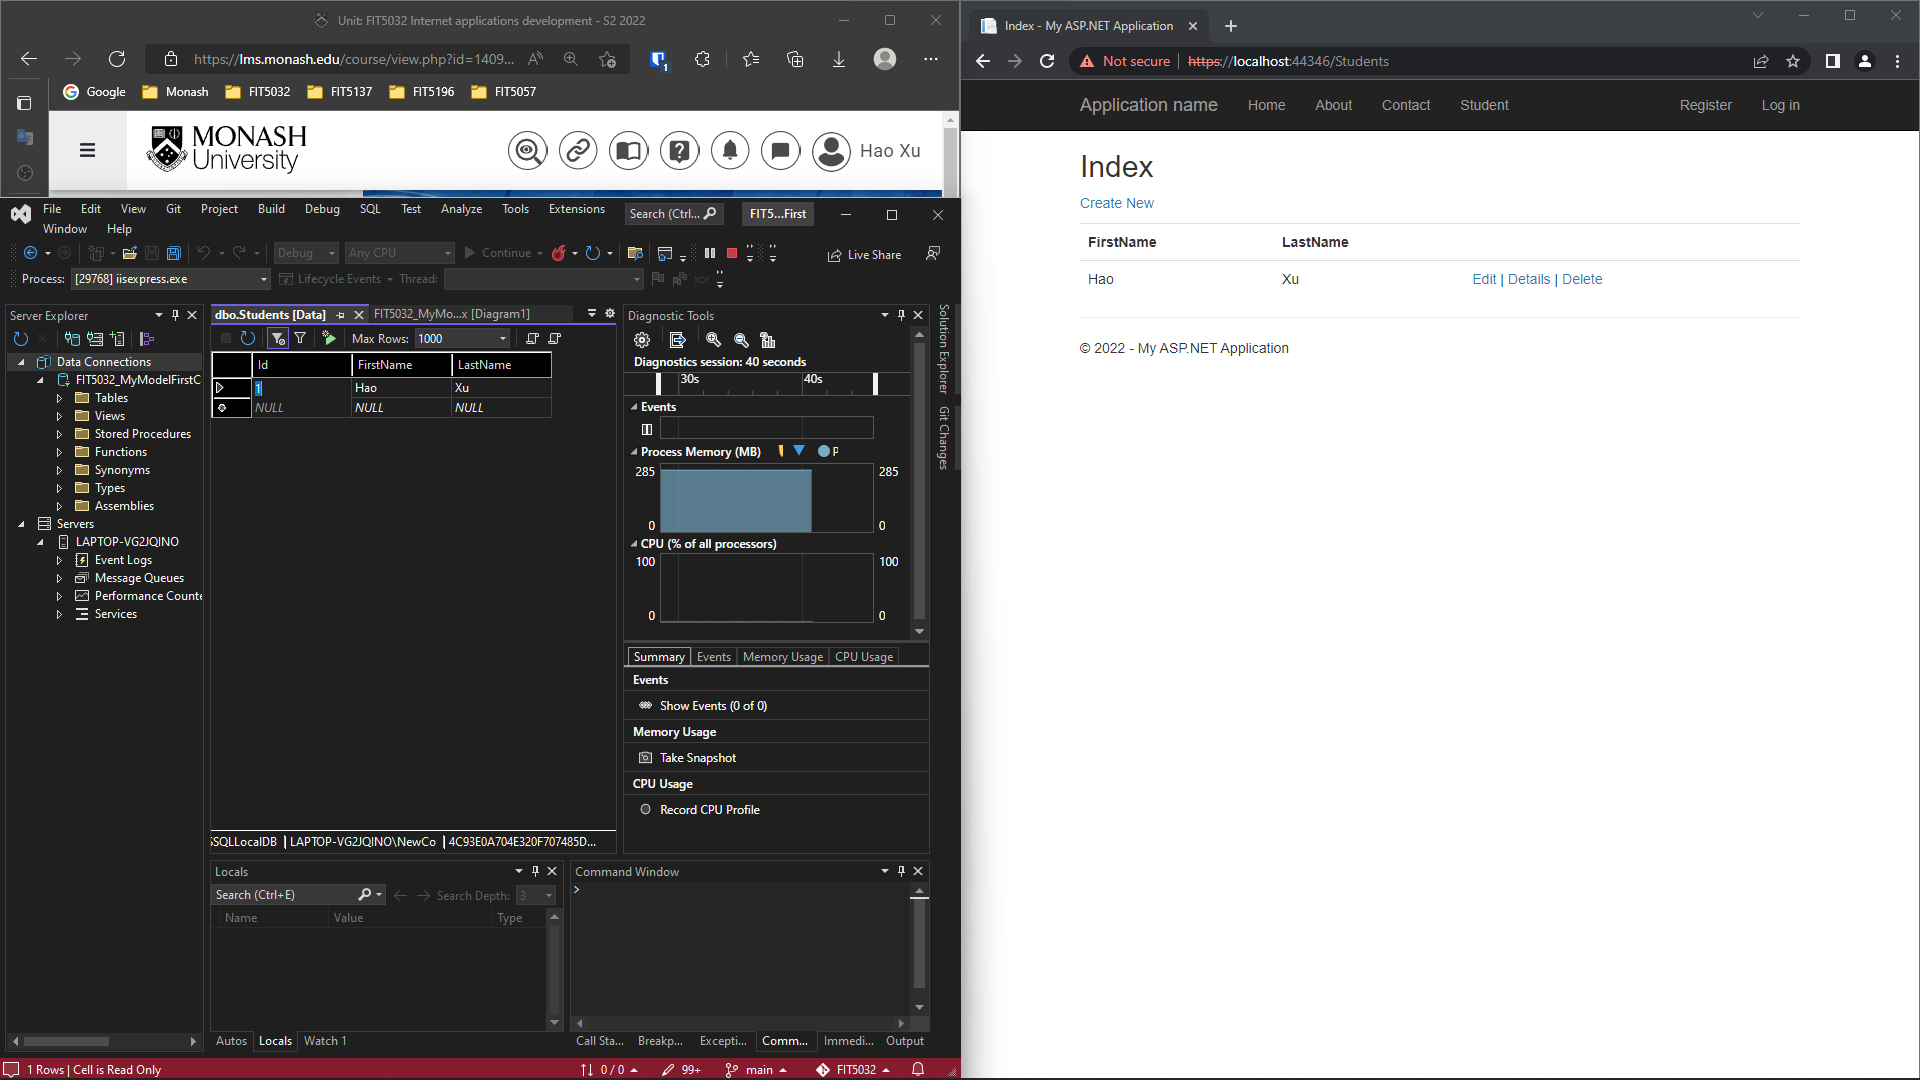 Unit: FIT5032 Internet applications development - S2 2022
https://lms.monash.edu/course/view.php?id=1409...
Google Monash FIT5032 FIT5137 FIT5196 FIT5057
MONASH
University
Hao Xu
File Edit View Git Project Build Debug SQL Test Analyze Tools Extensions
Window Help
Search (Ctrl...
FIT5...First
Debug Any CPU Continue Live Share
Process: [29768] iisexpress.exe Lifecycle Events Thread:
Server Explorer
Data Connections
FIT5032_MyModelFirstC
Tables
Views
Stored Procedures
Functions
Synonyms
Types
Assemblies
Servers
LAPTOP-VG2JQINO
Event Logs
Message Queues
Performance Counte
Services
dbo.Students [Data] FIT5032_MyMo...x [Diagram1]
Max Rows: 1000
Id FirstName LastName
1 Hao Xu
NULL NULL NULL
SSQLLocalDB LAPTOP-VG2JQINO\NewCo 4C93E0A704E320F707485D...
Diagnostic Tools
Diagnostics session: 40 seconds
30s 40s
Events
Process Memory (MB) P
285 285
0 0
CPU (% of all processors)
100 100
0 0
Summary Events Memory Usage CPU Usage
Events
Show Events (0 of 0)
Memory Usage
Take Snapshot
CPU Usage
Record CPU Profile
Solution Explorer
Git Changes
Locals
Search (Ctrl+E) Search Depth: 3
Name Value Type
Autos Locals Watch 1
Command Window
>
Call Sta... Breakp... Excepti... Comm... Immedi... Output
1 Rows | Cell is Read Only
0 / 0 99+ main FIT5032
Index - My ASP.NET Application
Not secure https://localhost:44346/Students
Application name Home About Contact Student Register Log in
Index
Create New
FirstName LastName
Hao Xu Edit | Details | Delete
© 2022 - My ASP.NET Application